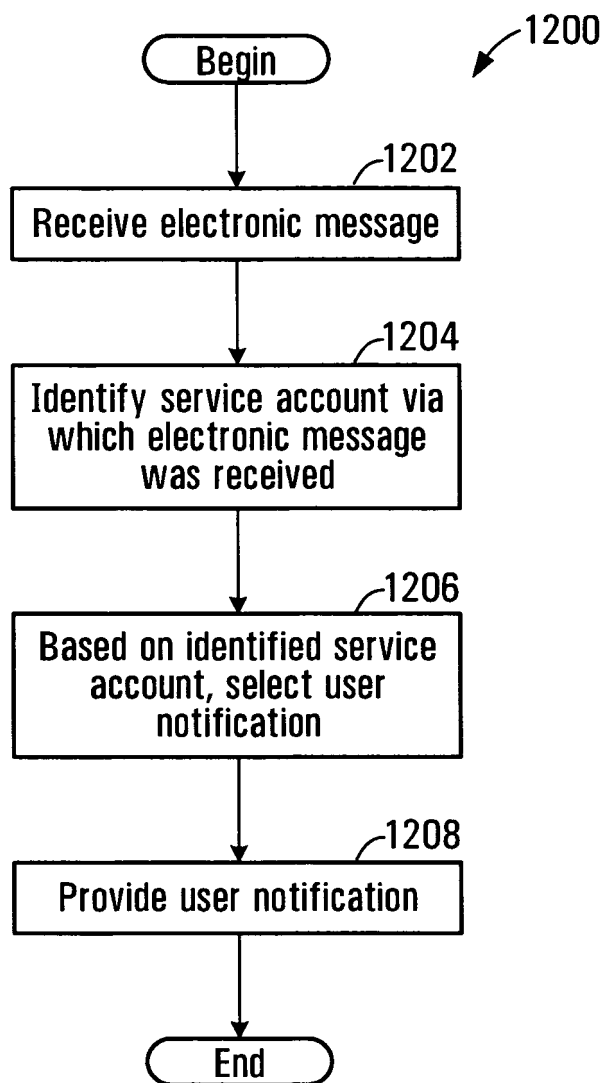 1200
Begin
1202
Receive electronic message
1204
Identify service account via
which electronic message
was received
1206
Based on identified service
account, select user
notification
1208
Provide user notification
End